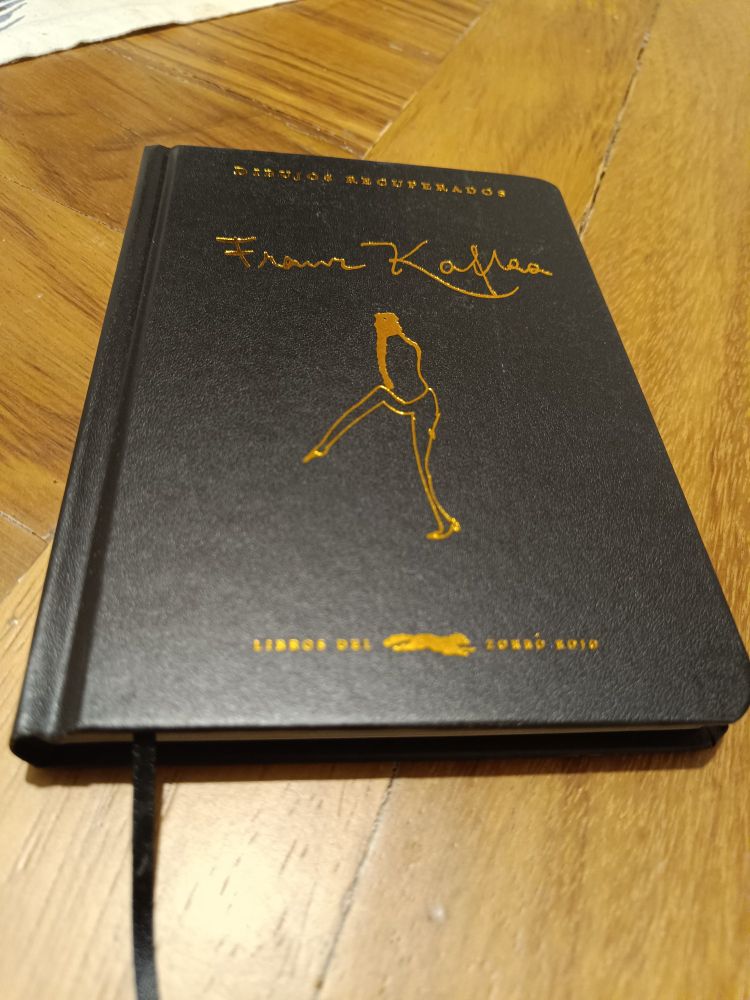 DIBUJOS RECUPERADOS
Franz Kafka
LIBROS DEL ZORRO ROJO